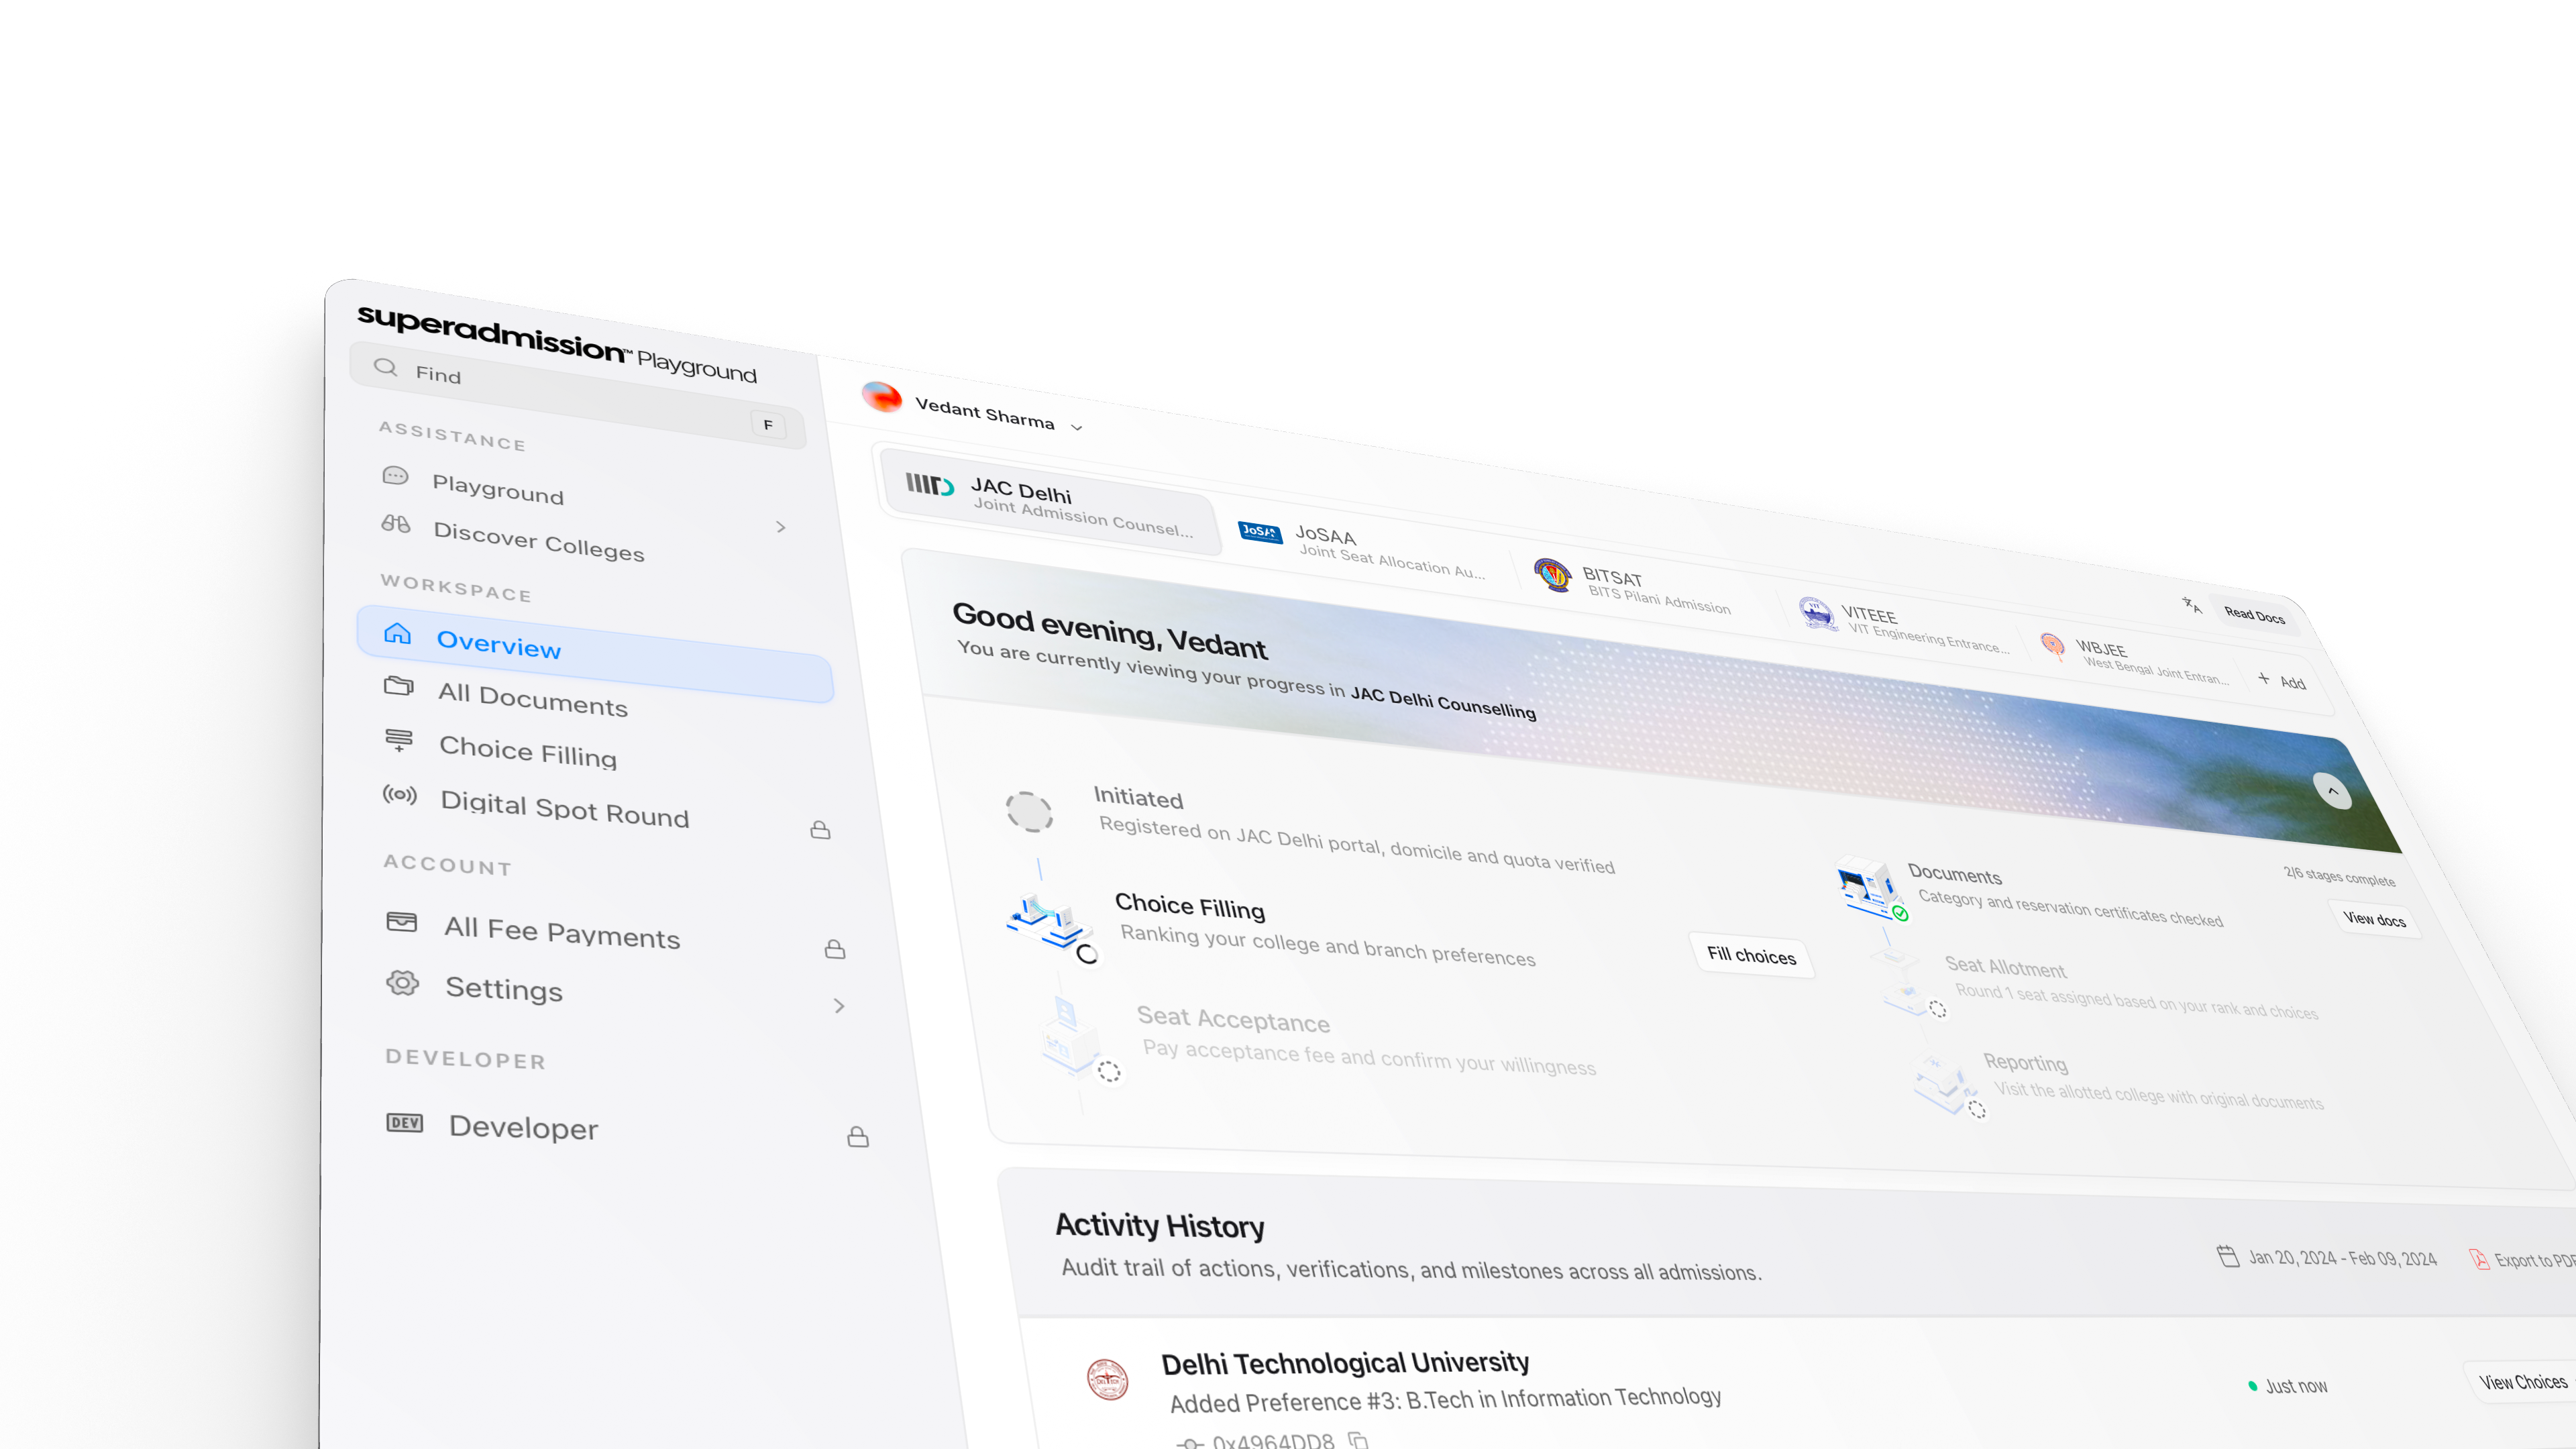 superadmission™ Playground
Find
F
ASSISTANCE
Playground
Discover Colleges
WORKSPACE
Overview
All Documents
Choice Filling
Digital Spot Round
ACCOUNT
All Fee Payments
Settings
DEVELOPER
DEV
Developer
Vedant Sharma
Read Docs
JAC Delhi
Joint Admission Counsel...
JoSAA
JoSAA
Joint Seat Allocation Au...
BITSAT
BITS Pilani Admission
VITEEE
VIT Engineering Entrance...
WBJEE
West Bengal Joint Entran...
+ Add
Good evening, Vedant
You are currently viewing your progress in JAC Delhi Counselling
2/6 stages complete
Initiated
Registered on JAC Delhi portal, domicile and quota verified
Documents
Category and reservation certificates checked
View docs
Choice Filling
Ranking your college and branch preferences
Fill choices
Seat Allotment
Round 1 seat assigned based on your rank and choices
Seat Acceptance
Pay acceptance fee and confirm your willingness
Reporting
Visit the allotted college with original documents
Activity History
Audit trail of actions, verifications, and milestones across all admissions.
Jan 20, 2024 - Feb 09, 2024
Export to PDF
Delhi Technological University
Added Preference #3: B.Tech in Information Technology
Just now
View Choices
0x4964DD8